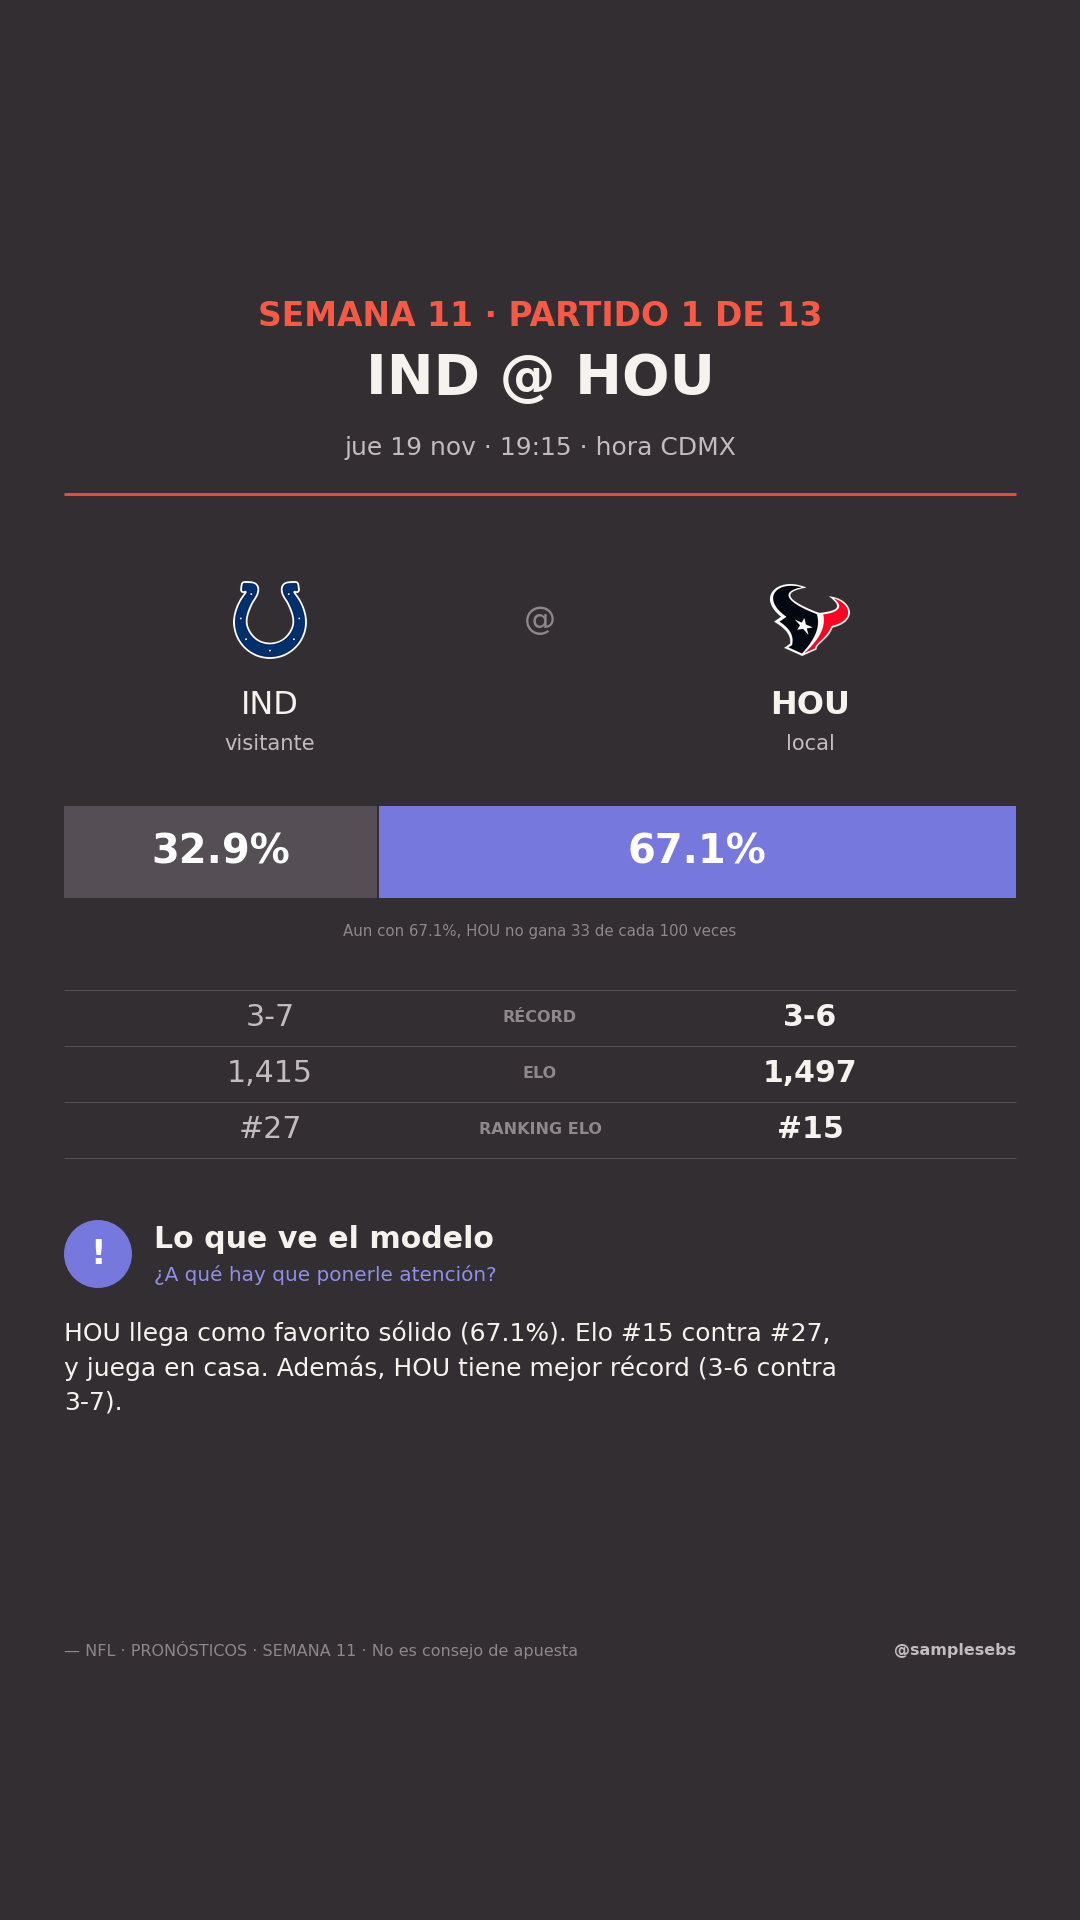 SEMANA 11 · PARTIDO 1 DE 13
IND @ HOU
jue 19 nov · 19:15 · hora CDMX
@
IND
HOU
visitante
local
32.9%
67.1%
Aun con 67.1%, HOU no gana 33 de cada 100 veces
3-7 RÉCORD 3-6
1,415 ELO 1,497
#27 RANKING ELO #15
!
Lo que ve el modelo
¿A qué hay que ponerle atención?
HOU llega como favorito sólido (67.1%). Elo #15 contra #27,
y juega en casa. Además, HOU tiene mejor récord (3-6 contra
3-7).
— NFL · PRONÓSTICOS · SEMANA 11 · No es consejo de apuesta
@samplesebs